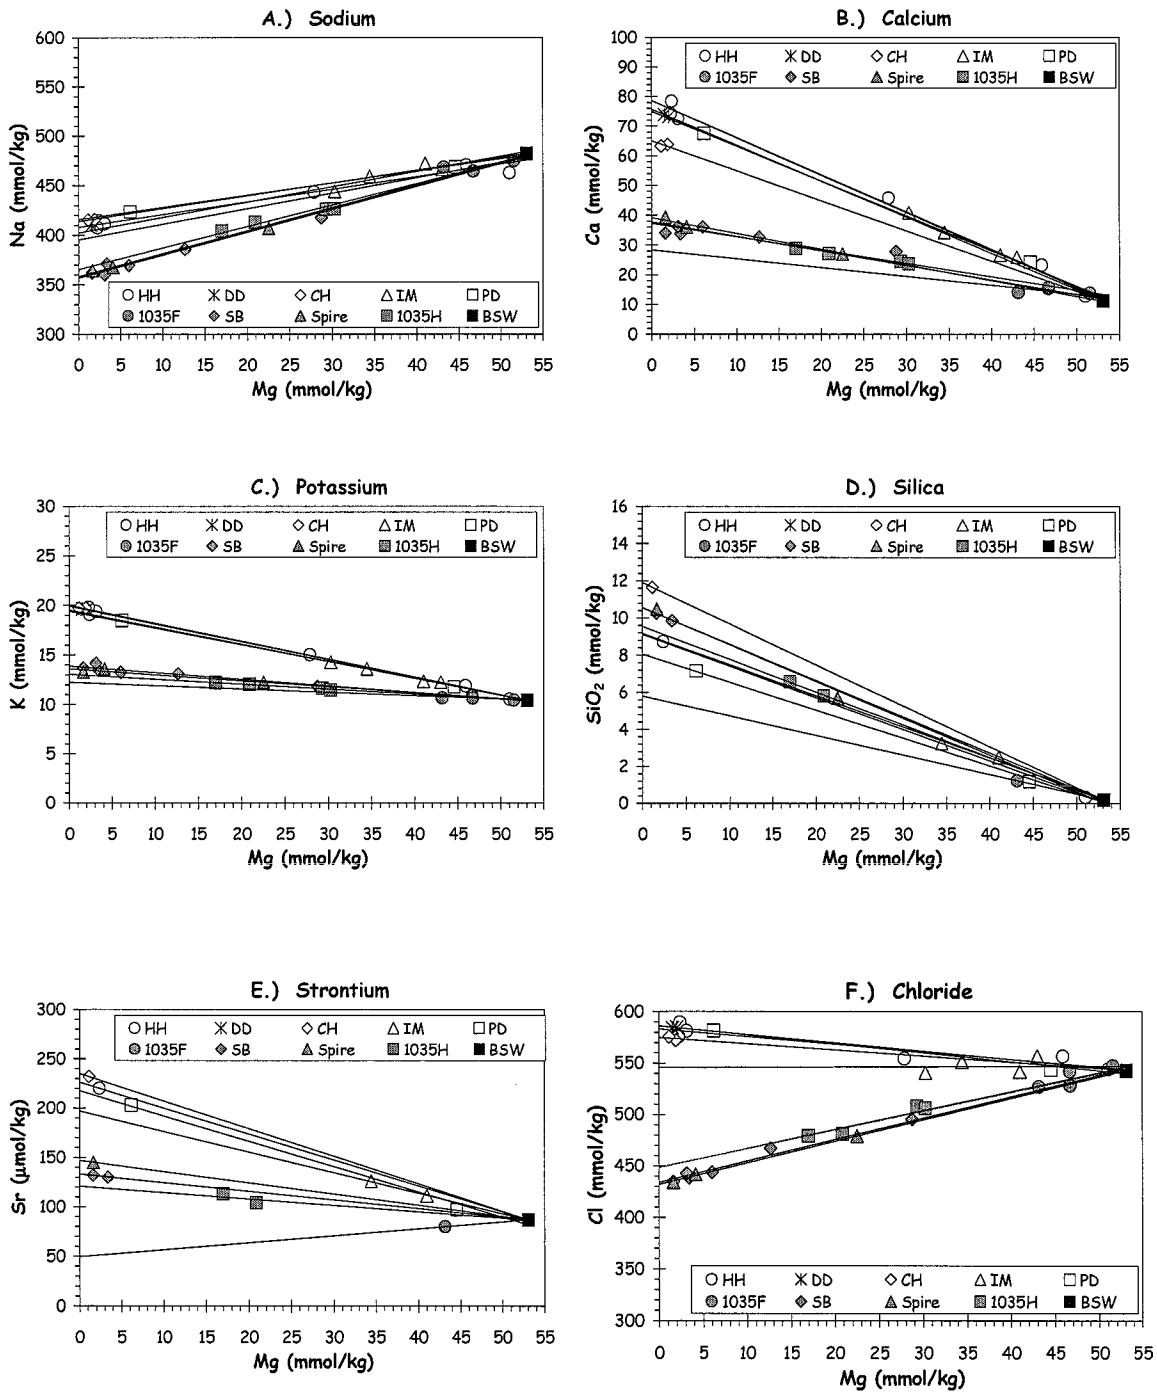 A.) Sodium
600
550
500
450
400
350
300
Na (mmol/kg)
HH DD CH IM PD
1035F SB Spire 1035H BSW
0 5 10 15 20 25 30 35 40 45 50 55
Mg (mmol/kg)
B.) Calcium
100
90
80
70
60
50
40
30
20
10
0
Ca (mmol/kg)
HH DD CH IM PD
1035F SB Spire 1035H BSW
0 5 10 15 20 25 30 35 40 45 50 55
Mg (mmol/kg)
C.) Potassium
30
25
20
15
10
5
0
K (mmol/kg)
HH DD CH IM PD
1035F SB Spire 1035H BSW
0 5 10 15 20 25 30 35 40 45 50 55
Mg (mmol/kg)
D.) Silica
16
14
12
10
8
6
4
2
0
SiO2 (mmol/kg)
HH DD CH IM PD
1035F SB Spire 1035H BSW
0 5 10 15 20 25 30 35 40 45 50 55
Mg (mmol/kg)
E.) Strontium
300
250
200
150
100
50
0
Sr (µmol/kg)
HH DD CH IM PD
1035F SB Spire 1035H BSW
0 5 10 15 20 25 30 35 40 45 50 55
Mg (mmol/kg)
F.) Chloride
600
550
500
450
400
350
300
Cl (mmol/kg)
HH DD CH IM PD
1035F SB Spire 1035H BSW
0 5 10 15 20 25 30 35 40 45 50 55
Mg (mmol/kg)